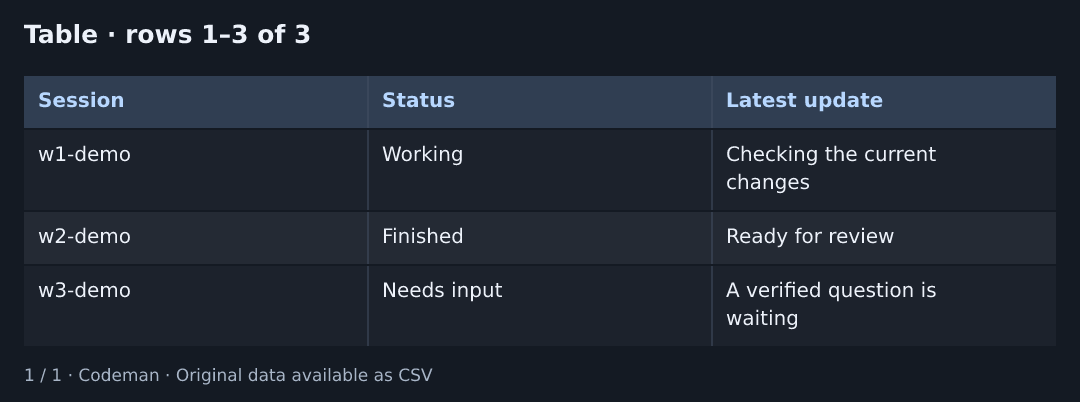 Table · rows 1–3 of 3
Session Status Latest update
w1-demo Working Checking the current
changes
w2-demo Finished Ready for review
w3-demo Needs input A verified question is
waiting
1 / 1 · Codeman · Original data available as CSV